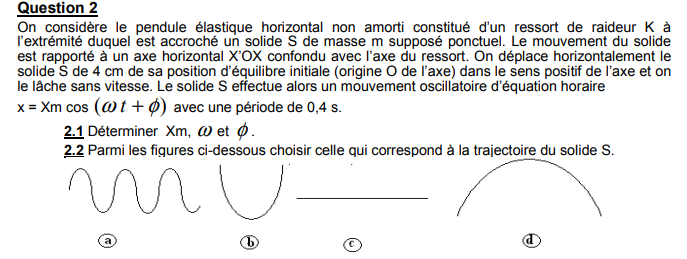 Question 2
On considère le pendule élastique horizontal non amorti constitué d'un ressort de raideur K à
l'extrémité duquel est accroché un solide S de masse m supposé ponctuel. Le mouvement du solide
est rapporté à un axe horizontal X'OX confondu avec l'axe du ressort. On déplace horizontalement le
solide S de 4 cm de sa position d'équilibre initiale (origine O de l'axe) dans le sens positif de l'axe et on
le lâche sans vitesse. Le solide S effectue alors un mouvement oscillatoire d'équation horaire
x = Xm cos (ω t + ϕ) avec une période de 0,4 s.
2.1 Déterminer Xm, ω et ϕ.
2.2 Parmi les figures ci-dessous choisir celle qui correspond à la trajectoire du solide S.
a b c d